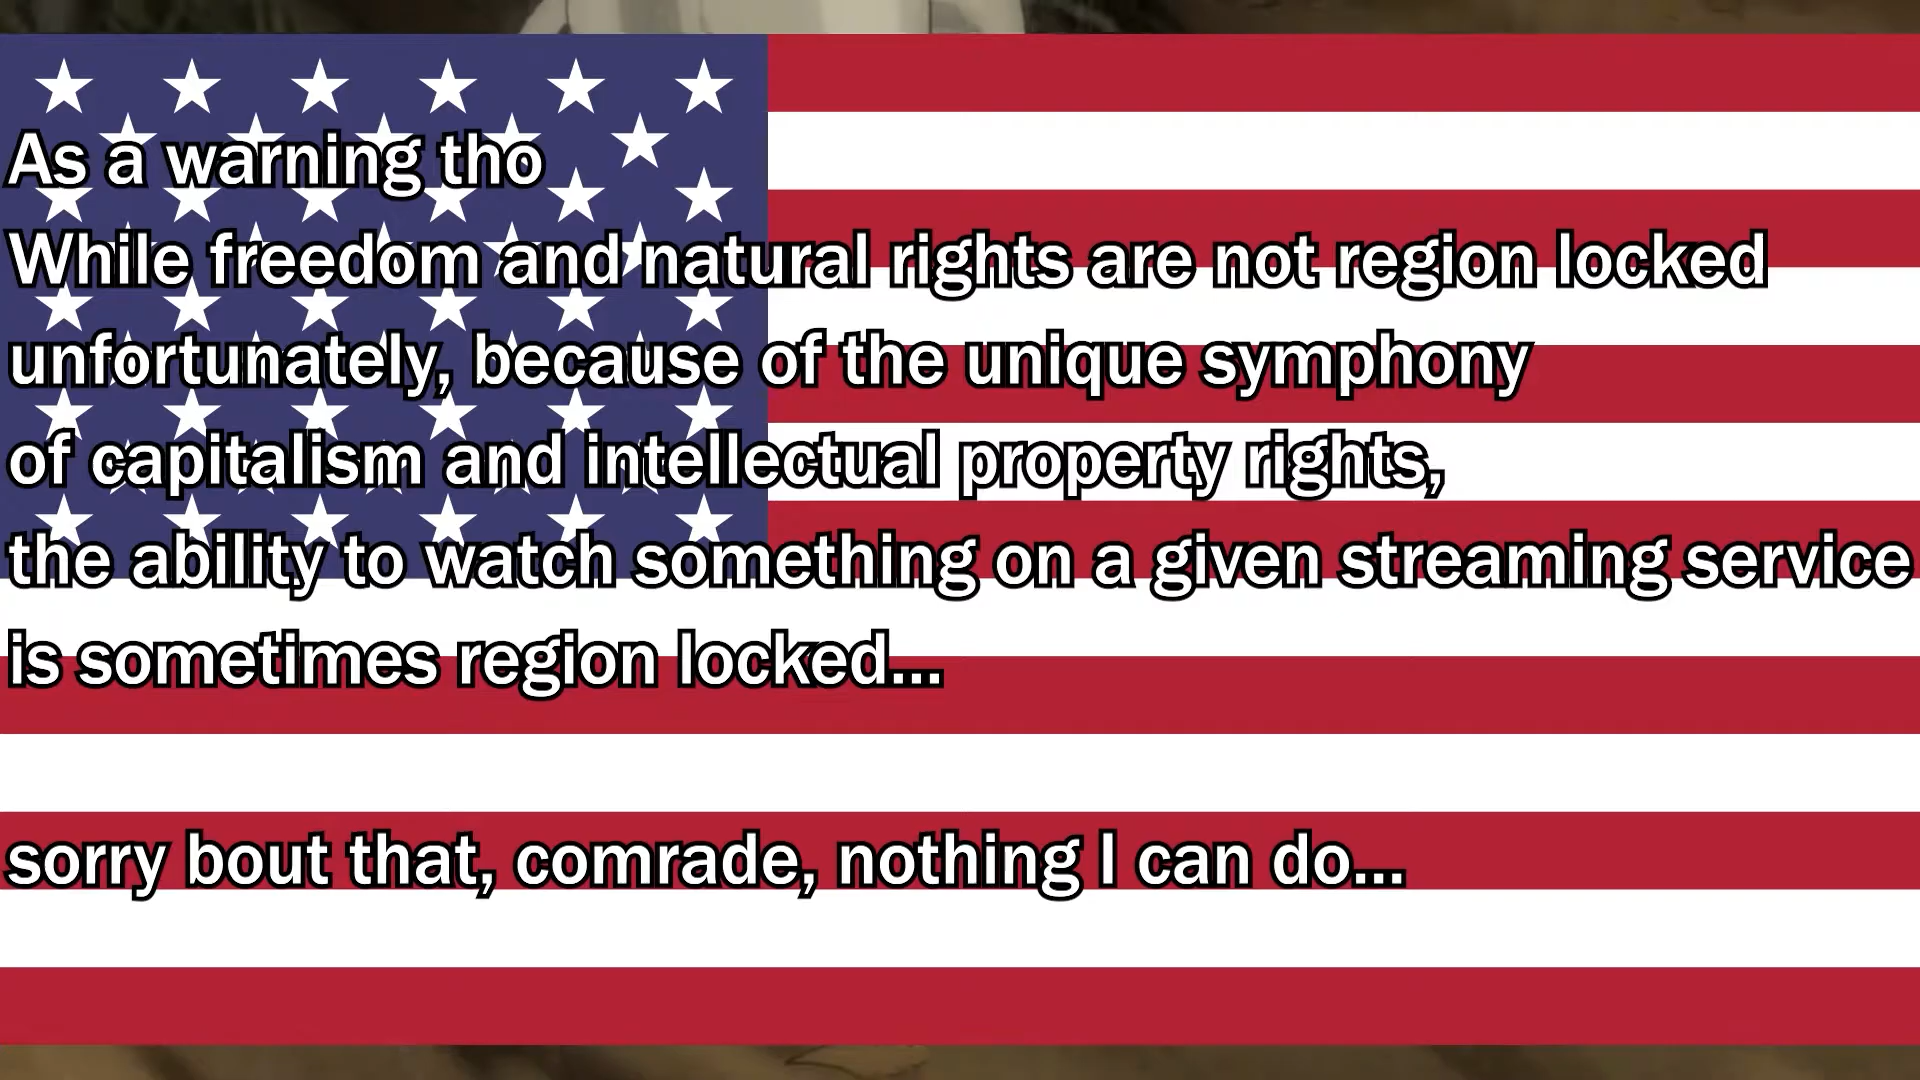 As a warning tho
While freedom and natural rights are not region locked
unfortunately, because of the unique symphony
of capitalism and intellectual property rights,
the ability to watch something on a given streaming service
is sometimes region locked...
sorry bout that, comrade, nothing I can do...